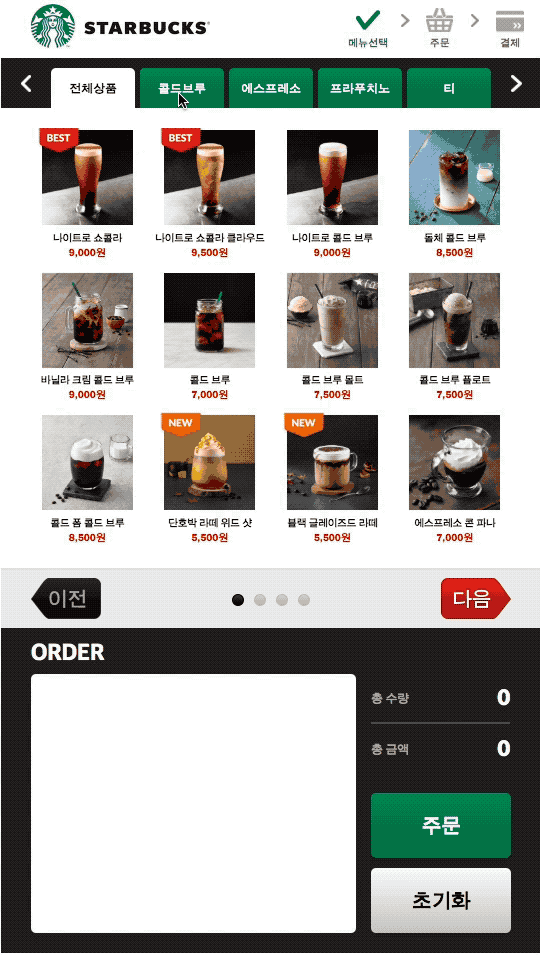 STARBUCKS
메뉴선택 주문 결제
전체상품 콜드브루 에스프레소 프라푸치노 티
BEST BEST
나이트로 쇼콜라 나이트로 쇼콜라 클라우드 나이트로 콜드 브루 돌체 콜드 브루
9,000원 9,500원 9,000원 8,500원
바닐라 크림 콜드 브루 콜드 브루 콜드 브루 몰트 콜드 브루 플로트
9,000원 7,000원 7,500원 7,500원
NEW NEW
콜드 폼 콜드 브루 단호박 라떼 위드 샷 블랙 글레이즈드 라떼 에스프레소 콘 파나
8,500원 5,500원 5,500원 7,000원
이전 다음
ORDER
총 수량 0
총 금액 0
주문
초기화